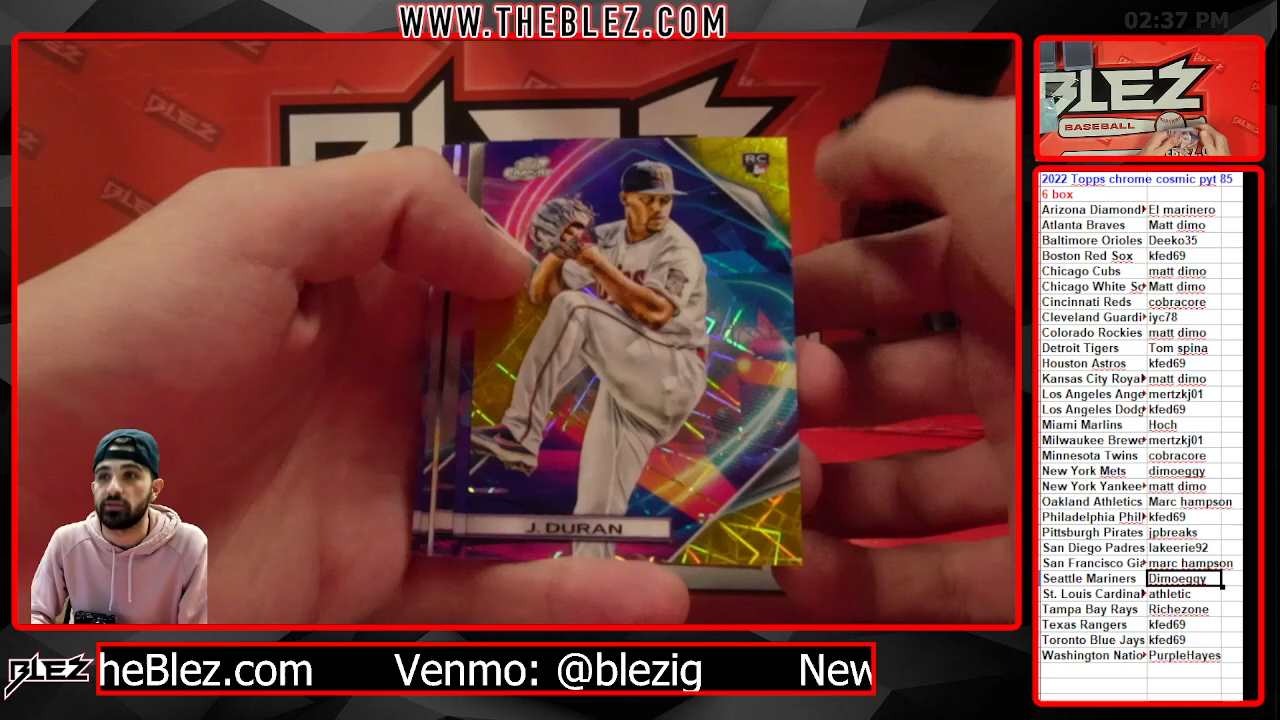 WWW.THEBLEZ.COM
02:37 PM
BLEZ
RC
J. DURAN
BLEZ
BASEBALL
2022 Topps chrome cosmic pyt 85
6 box
Arizona Diamond El marinero
Atlanta Braves Matt dimo
Baltimore Orioles Deeko35
Boston Red Sox kfed69
Chicago Cubs matt dimo
Chicago White So Matt dimo
Cincinnati Reds cobracore
Cleveland Guardi iyc78
Colorado Rockies matt dimo
Detroit Tigers Tom spina
Houston Astros kfed69
Kansas City Roya matt dimo
Los Angeles Ange mertzkj01
Los Angeles Dodg kfed69
Miami Marlins Hoch
Milwaukee Brewe mertzkj01
Minnesota Twins cobracore
New York Mets dimoeggy
New York Yankee matt dimo
Oakland Athletics Marc hampson
Philadelphia Phil kfed69
Pittsburgh Pirates jpbreaks
San Diego Padres lakeerie92
San Francisco Gia marc hampson
Seattle Mariners Dimoeggy
St. Louis Cardina athletic
Tampa Bay Rays Richezone
Texas Rangers kfed69
Toronto Blue Jays kfed69
Washington Natio PurpleHayes
BLEZ
heBlez.com Venmo: @blezig New